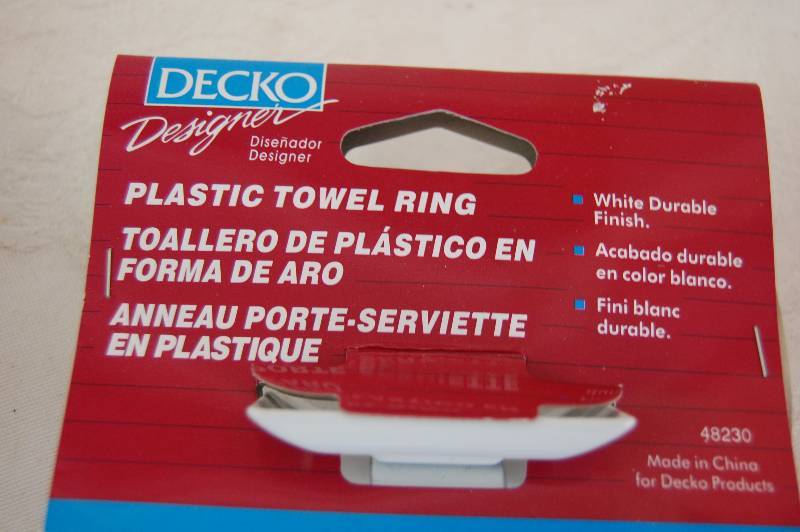 DECKO
Designer
Diseñador
Designer
PLASTIC TOWEL RING
TOALLERO DE PLÁSTICO EN
FORMA DE ARO
ANNEAU PORTE-SERVIETTE
EN PLASTIQUE
White Durable
Finish.
Acabado durable
en color blanco.
Fini blanc
durable.
48230
Made in China
for Decko Products